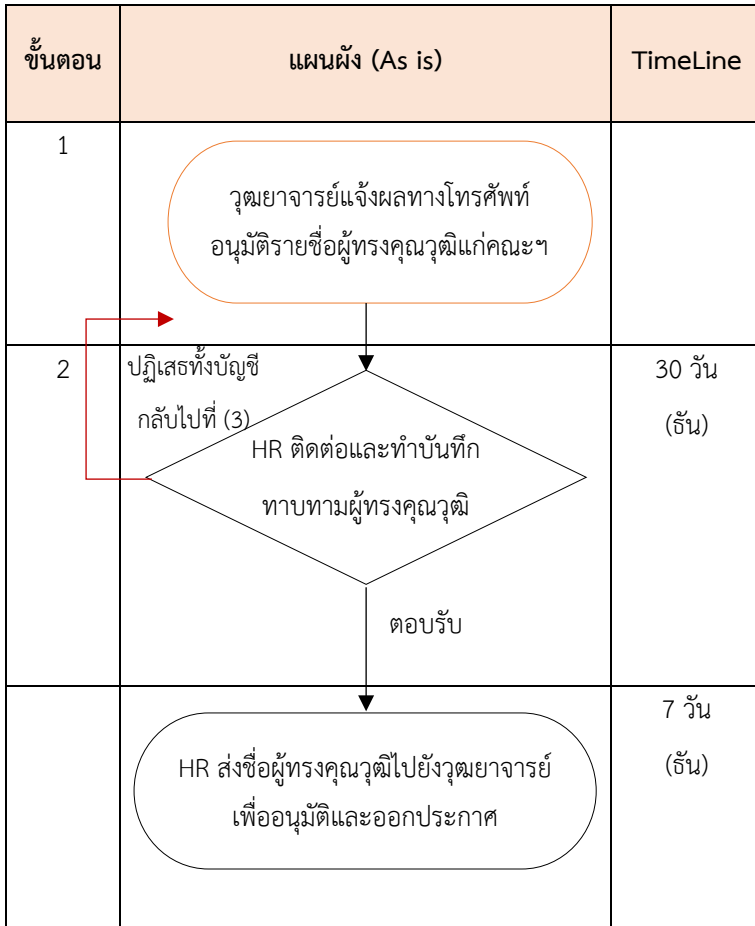 ขั้นตอน
แผนผัง (As is)
TimeLine
1
วุฒยาจารย์แจ้งผลทางโทรศัพท์
อนุมัติรายชื่อผู้ทรงคุณวุฒิแก่คณะฯ
2
ปฏิเสธทั้งบัญชี
กลับไปที่ (3)
HR ติดต่อและทำบันทึก
ทาบทามผู้ทรงคุณวุฒิ
30 วัน
(ธัน)
ตอบรับ
HR ส่งชื่อผู้ทรงคุณวุฒิไปยังวุฒยาจารย์
เพื่ออนุมัติและออกประกาศ
7 วัน
(ธัน)